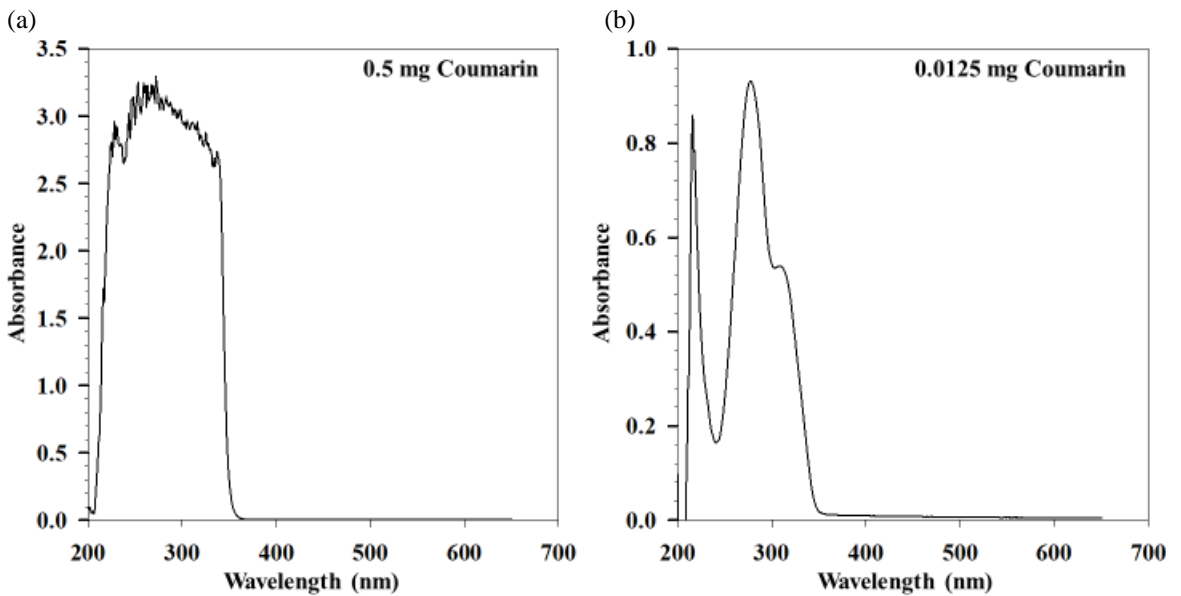 (a)
0.5 mg Coumarin
3.5
3.0
2.5
2.0
1.5
1.0
0.5
0.0
Absorbance
200 300 400 500 600 700
Wavelength (nm)
(b)
0.0125 mg Coumarin
1.0
0.8
0.6
0.4
0.2
0.0
Absorbance
200 300 400 500 600 700
Wavelength (nm)